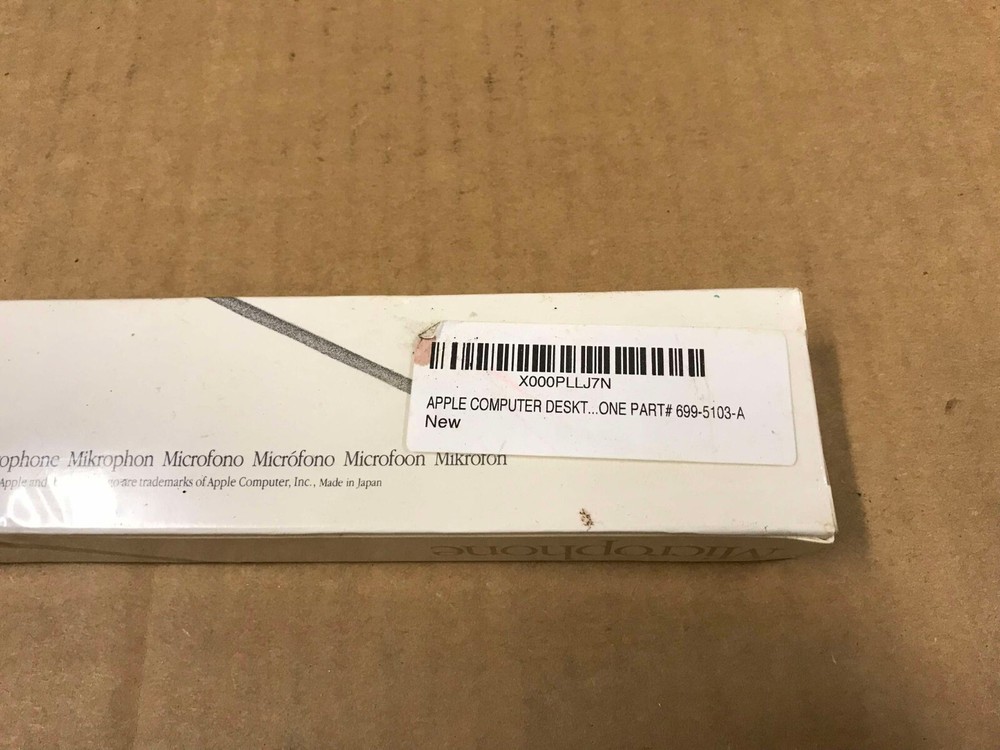 X000PLLJ7N
APPLE COMPUTER DESKT...ONE PART# 699-5103-A
New
ophone Mikrophon Microfono Micrófono Microfoon Mikrofon
Apple and are trademarks of Apple Computer, Inc., Made in Japan
Microphone